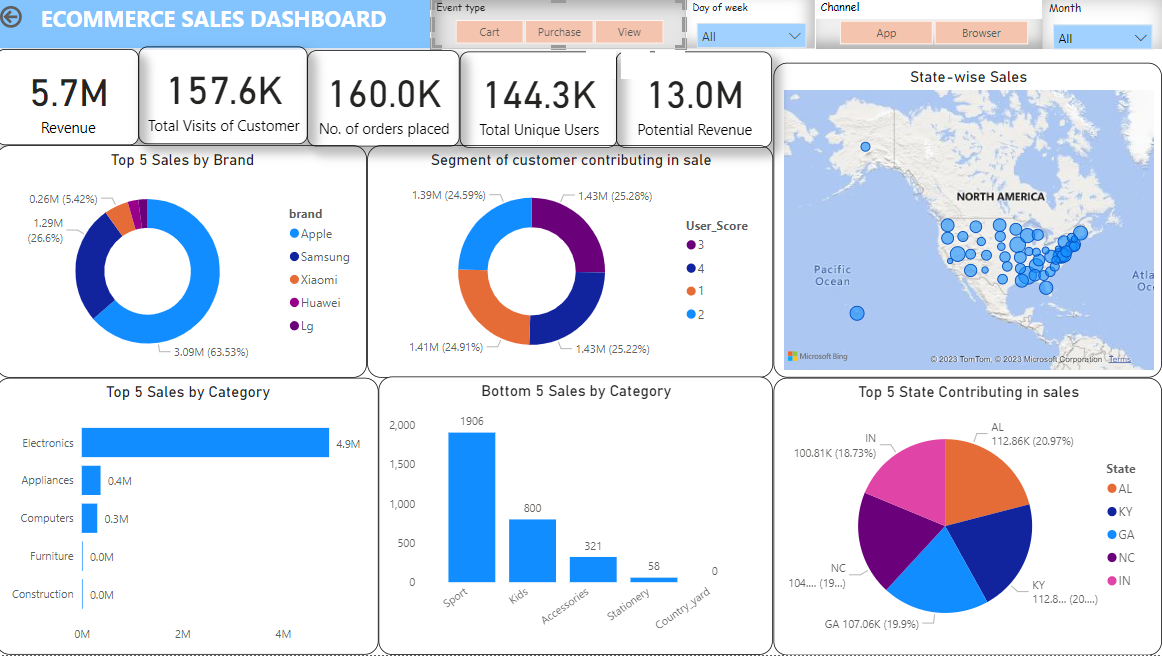 ECOMMERCE SALES DASHBOARD
Event type
Cart
Purchase
View
Day of week
All
Channel
App
Browser
Month
All
5.7M
Revenue
157.6K
Total Visits of Customer
160.0K
No. of orders placed
144.3K
Total Unique Users
13.0M
Potential Revenue
State-wise Sales
NORTH AMERICA
Pacific
Ocean
Atla
Oc
Microsoft Bing
© 2023 TomTom, © 2023 Microsoft Corporation Terms
Top 5 Sales by Brand
0.26M (5.42%)
1.29M
(26.6%)
3.09M (63.53%)
brand
Apple
Samsung
Xiaomi
Huawei
Lg
Segment of customer contributing in sale
1.39M (24.59%)
1.43M (25.28%)
1.41M (24.91%)
1.43M (25.22%)
User_Score
3
4
1
2
Top 5 Sales by Category
Electronics
4.9M
Appliances
0.4M
Computers
0.3M
Furniture
0.0M
Construction
0.0M
0M
2M
4M
Bottom 5 Sales by Category
2,000
1,500
1,000
500
0
1906
800
321
58
0
Sport
Kids
Accessories
Stationery
Country_yard
Top 5 State Contributing in sales
IN
100.81K (18.73%)
AL
112.86K (20.97%)
NC
104.... (19...)
KY
112.8... (20....)
GA 107.06K (19.9%)
State
AL
KY
GA
NC
IN